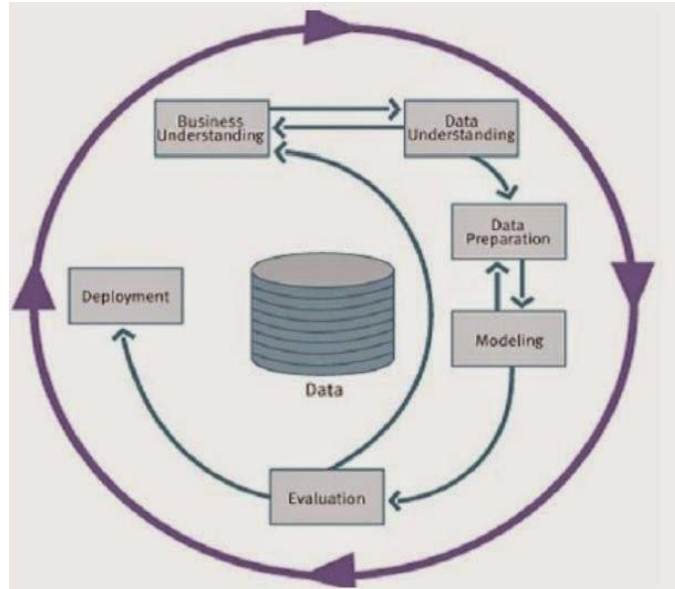 Business
Understanding
Data
Understanding
Data
Preparation
Deployment
Modeling
Data
Evaluation